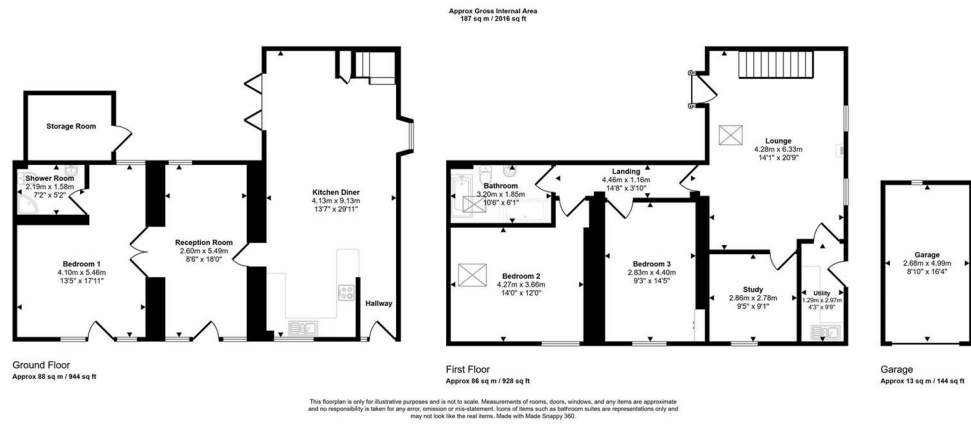 Approx Gross Internal Area
187 sq m / 2016 sq ft
Storage Room
Shower Room
2.19m x 1.58m
7'2" x 5'2"
Bedroom 1
4.10m x 5.46m
13'5" x 17'11"
Reception Room
2.60m x 5.49m
8'6" x 18'0"
Kitchen Diner
4.13m x 9.13m
13'7" x 29'11"
Hallway
Ground Floor
Approx 88 sq m / 944 sq ft
Bathroom
3.20m x 1.85m
10'6" x 6'1"
Landing
4.46m x 1.16m
14'8" x 3'10"
Lounge
4.28m x 6.33m
14'1" x 20'9"
Bedroom 2
4.27m x 3.66m
14'0" x 12'0"
Bedroom 3
2.83m x 4.40m
9'3" x 14'5"
Study
2.86m x 2.78m
9'5" x 9'1"
Utility
1.29m x 2.97m
4'3" x 9'9"
First Floor
Approx 86 sq m / 928 sq ft
Garage
2.68m x 4.99m
8'10" x 16'4"
Garage
Approx 13 sq m / 144 sq ft
This floorplan is only for illustrative purposes and is not to scale. Measurements of rooms, doors, windows, and any items are approximate
and no responsibility is taken for any error, omission or mis-statement. Icons of items such as bathroom suites are representations only and
may not look like the real items. Made with Made Snappy 360.